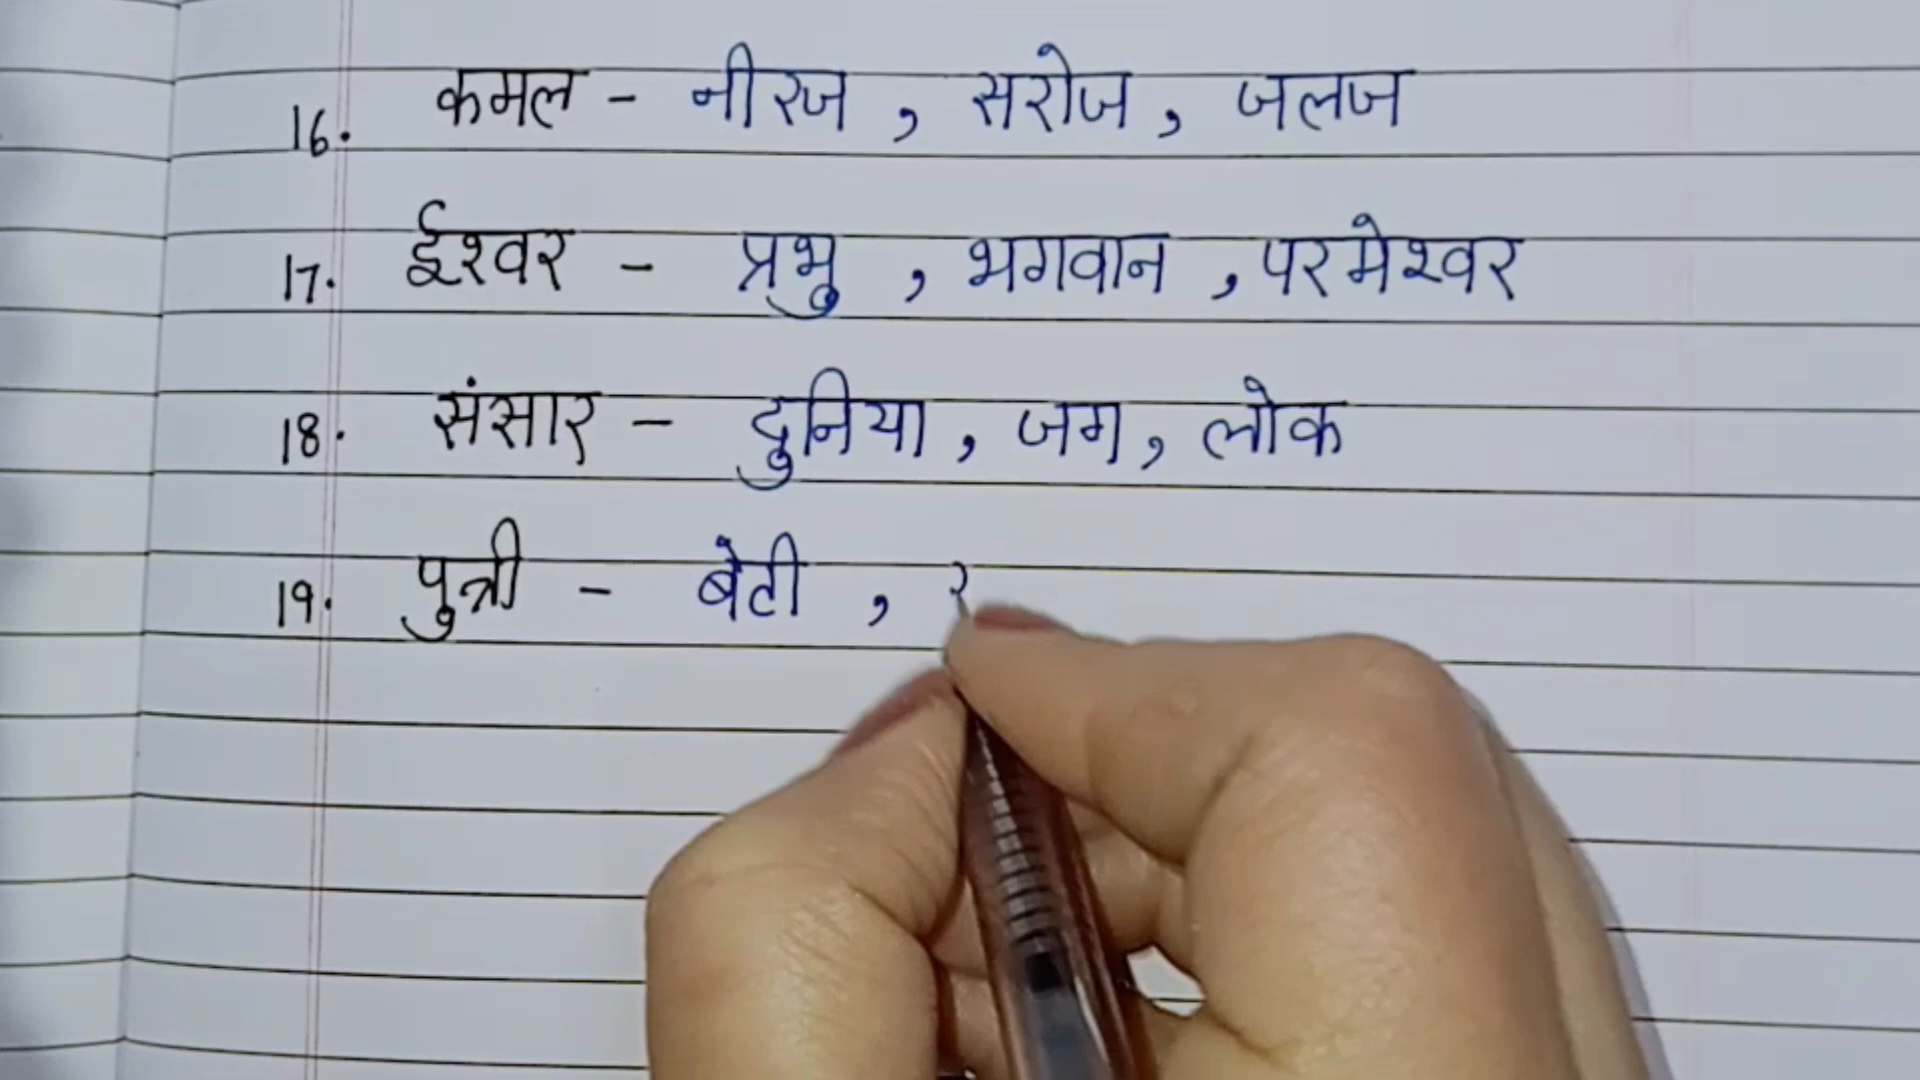 16. कमल - नीरज , सरोज , जलज
17. ईश्वर - प्रभु , भगवान , परमेश्वर
18. संसार - दुनिया , जग , लोक
19. पुत्री - बेटी ,